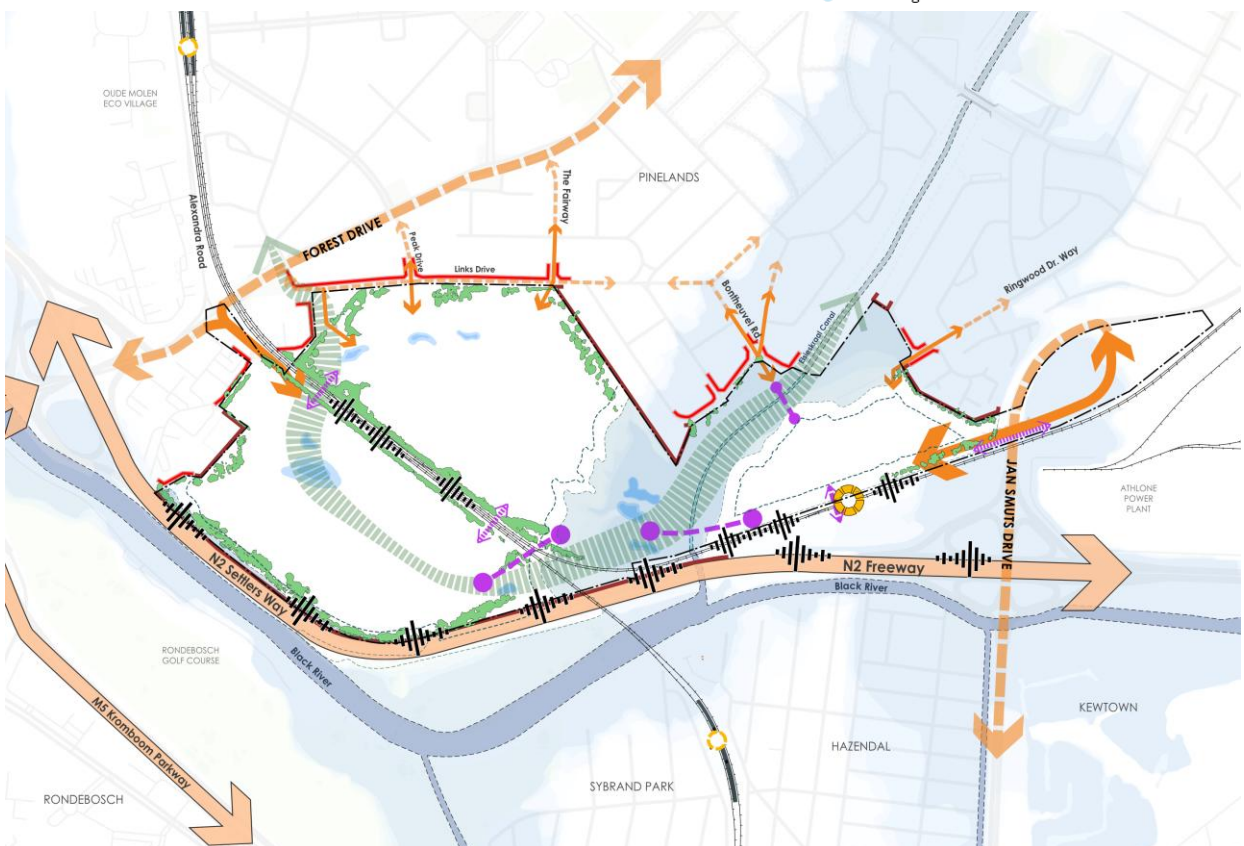 OUDE MOLEN
ECO VILLAGE
Alexandra Road
FOREST DRIVE
Peak Drive
Links Drive
The Fairway
PINELANDS
Bontheuvel Rd
Elewskraal Canal
Ringwood Dr. Way
JAN SMUTS DRIVE
ATHLONE
POWER
PLANT
N2 Settlers Way
N2 Freeway
Black River
Black River
RONDEBOSCH
GOLF COURSE
M5 Kromboom Parkway
RONDEBOSCH
SYBRAND PARK
HAZENDAL
KEWTOWN